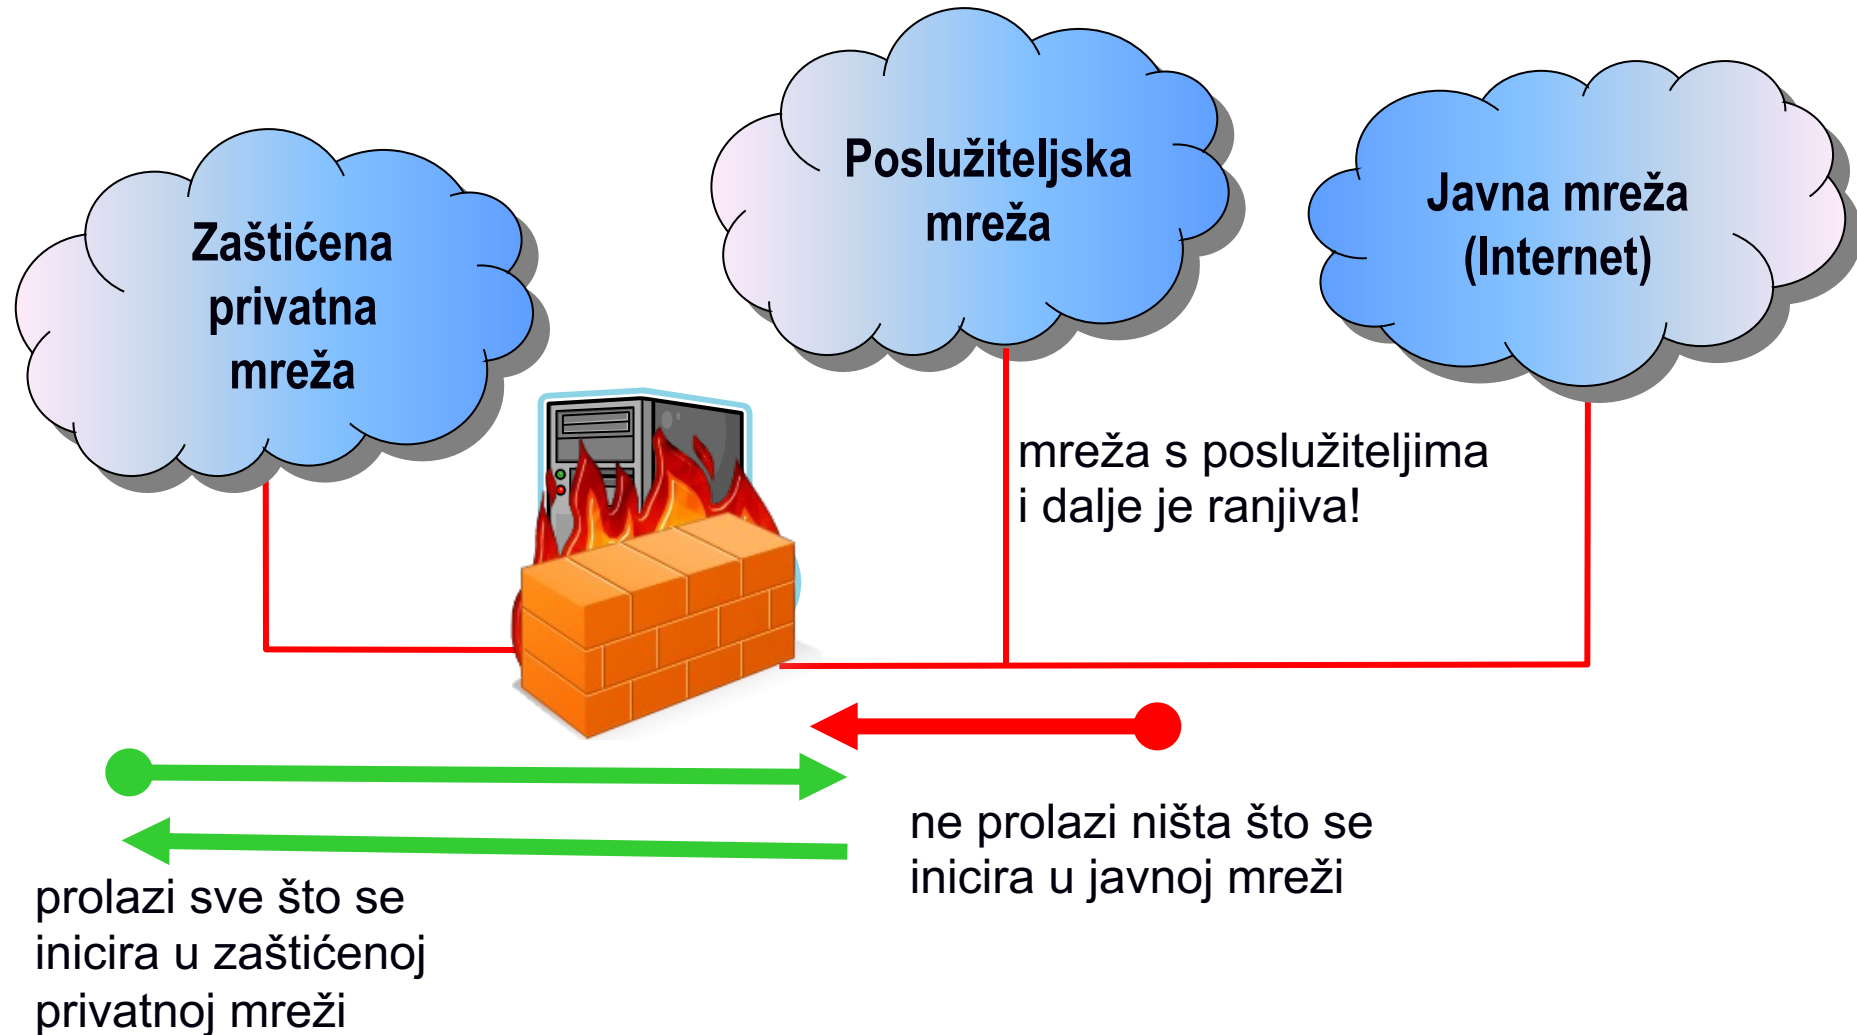 Zaštićena
privatna
mreža
Poslužiteljska
mreža
Javna mreža
(Internet)
mreža s poslužiteljima
i dalje je ranjiva!
ne prolazi ništa što se
inicira u javnoj mreži
prolazi sve što se
inicira u zaštićenoj
privatnoj mreži